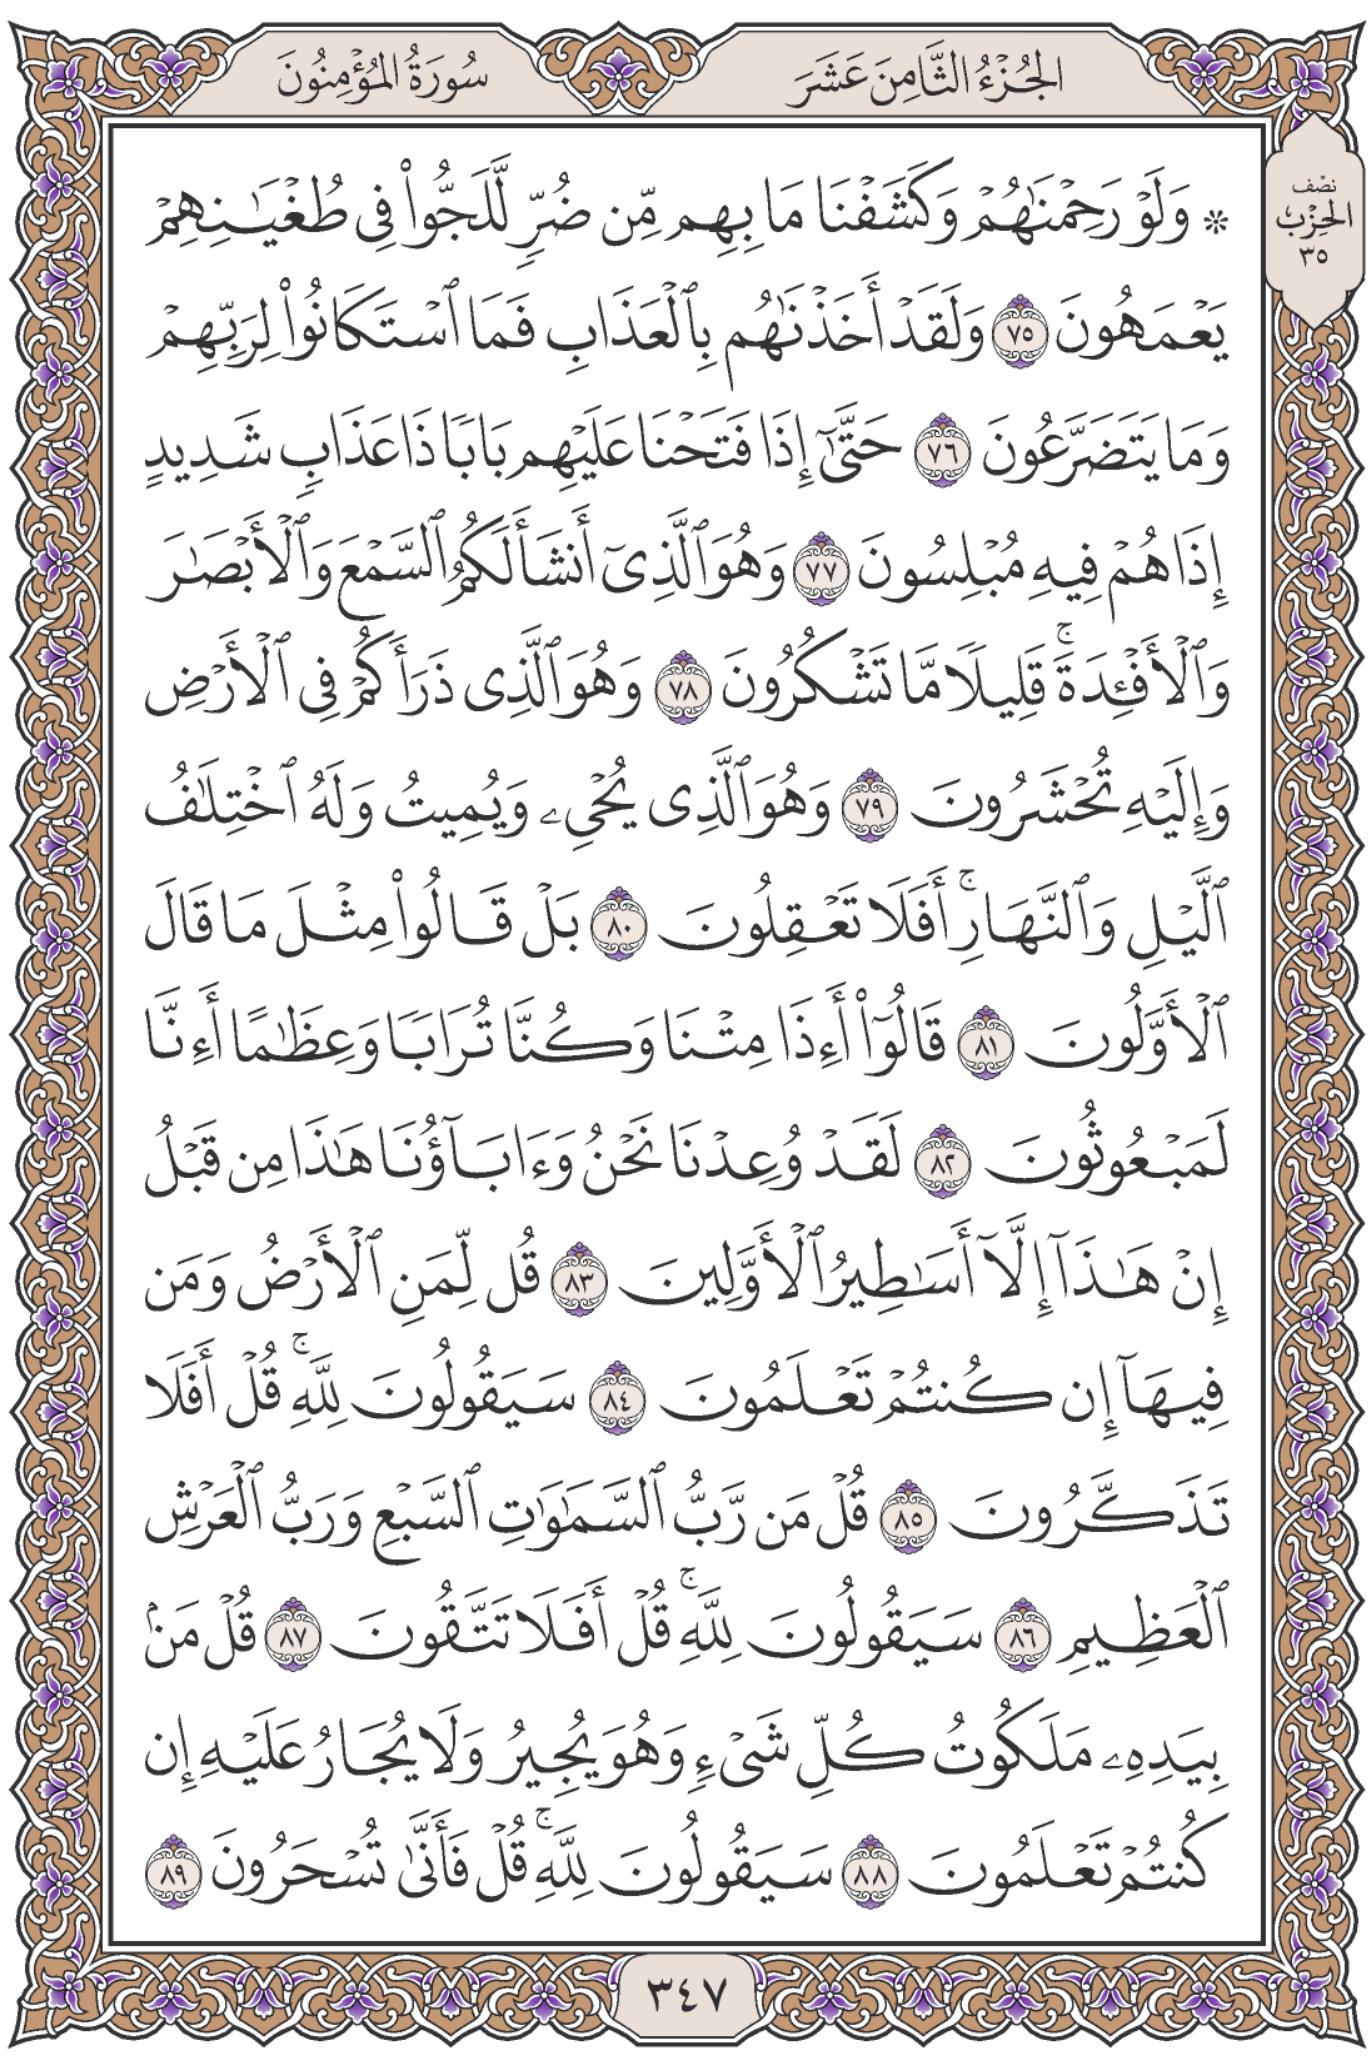 الجُزْءُ الثَّامِنَ عَشَرَ
سُورَةُ المُؤْمِنُونَ
نصْف
الحِزْب
٣٥
* وَلَوْ رَحِمْنَٰهُمْ وَكَشَفْنَا مَا بِهِم مِّن ضُرٍّ لَّلَجُّوا۟ فِى طُغْيَٰنِهِمْ
يَعْمَهُونَ ٧٥ وَلَقَدْ أَخَذْنَٰهُم بِٱلْعَذَابِ فَمَا ٱسْتَكَانُوا۟ لِرَبِّهِمْ
وَمَا يَتَضَرَّعُونَ ٧٦ حَتَّىٰٓ إِذَا فَتَحْنَا عَلَيْهِم بَابًا ذَا عَذَابٍ شَدِيدٍ
إِذَا هُمْ فِيهِ مُبْلِسُونَ ٧٧ وَهُوَ ٱلَّذِىٓ أَنشَأَ لَكُمُ ٱلسَّمْعَ وَٱلْأَبْصَٰرَ
وَٱلْأَفْـِٔدَةَ ۚ قَلِيلًا مَّا تَشْكُرُونَ ٧٨ وَهُوَ ٱلَّذِى ذَرَأَكُمْ فِى ٱلْأَرْضِ
وَإِلَيْهِ تُحْشَرُونَ ٧٩ وَهُوَ ٱلَّذِى يُحْىِۦ وَيُمِيتُ وَلَهُ ٱخْتِلَٰفُ
ٱلَّيْلِ وَٱلنَّهَارِ ۚ أَفَلَا تَعْقِلُونَ ٨٠ بَلْ قَالُوا۟ مِثْلَ مَا قَالَ
ٱلْأَوَّلُونَ ٨١ قَالُوٓا۟ أَءِذَا مِتْنَا وَكُنَّا تُرَابًا وَعِظَٰمًا أَءِنَّا
لَمَبْعُوثُونَ ٨٢ لَقَدْ وُعِدْنَا نَحْنُ وَءَابَآؤُنَا هَٰذَا مِن قَبْلُ
إِنْ هَٰذَآ إِلَّآ أَسَٰطِيرُ ٱلْأَوَّلِينَ ٨٣ قُل لِّمَنِ ٱلْأَرْضُ وَمَن
فِيهَآ إِن كُنتُمْ تَعْلَمُونَ ٨٤ سَيَقُولُونَ لِلَّهِ ۚ قُلْ أَفَلَا
تَذَكَّرُونَ ٨٥ قُلْ مَن رَّبُّ ٱلسَّمَٰوَٰتِ ٱلسَّبْعِ وَرَبُّ ٱلْعَرْشِ
ٱلْعَظِيمِ ٨٦ سَيَقُولُونَ لِلَّهِ ۚ قُلْ أَفَلَا تَتَّقُونَ ٨٧ قُلْ مَنۢ
بِيَدِهِۦ مَلَكُوتُ كُلِّ شَىْءٍ وَهُوَ يُجِيرُ وَلَا يُجَارُ عَلَيْهِ إِن
كُنتُمْ تَعْلَمُونَ ٨٨ سَيَقُولُونَ لِلَّهِ ۚ قُلْ فَأَنَّىٰ تُسْحَرُونَ ٨٩
٣٤٧